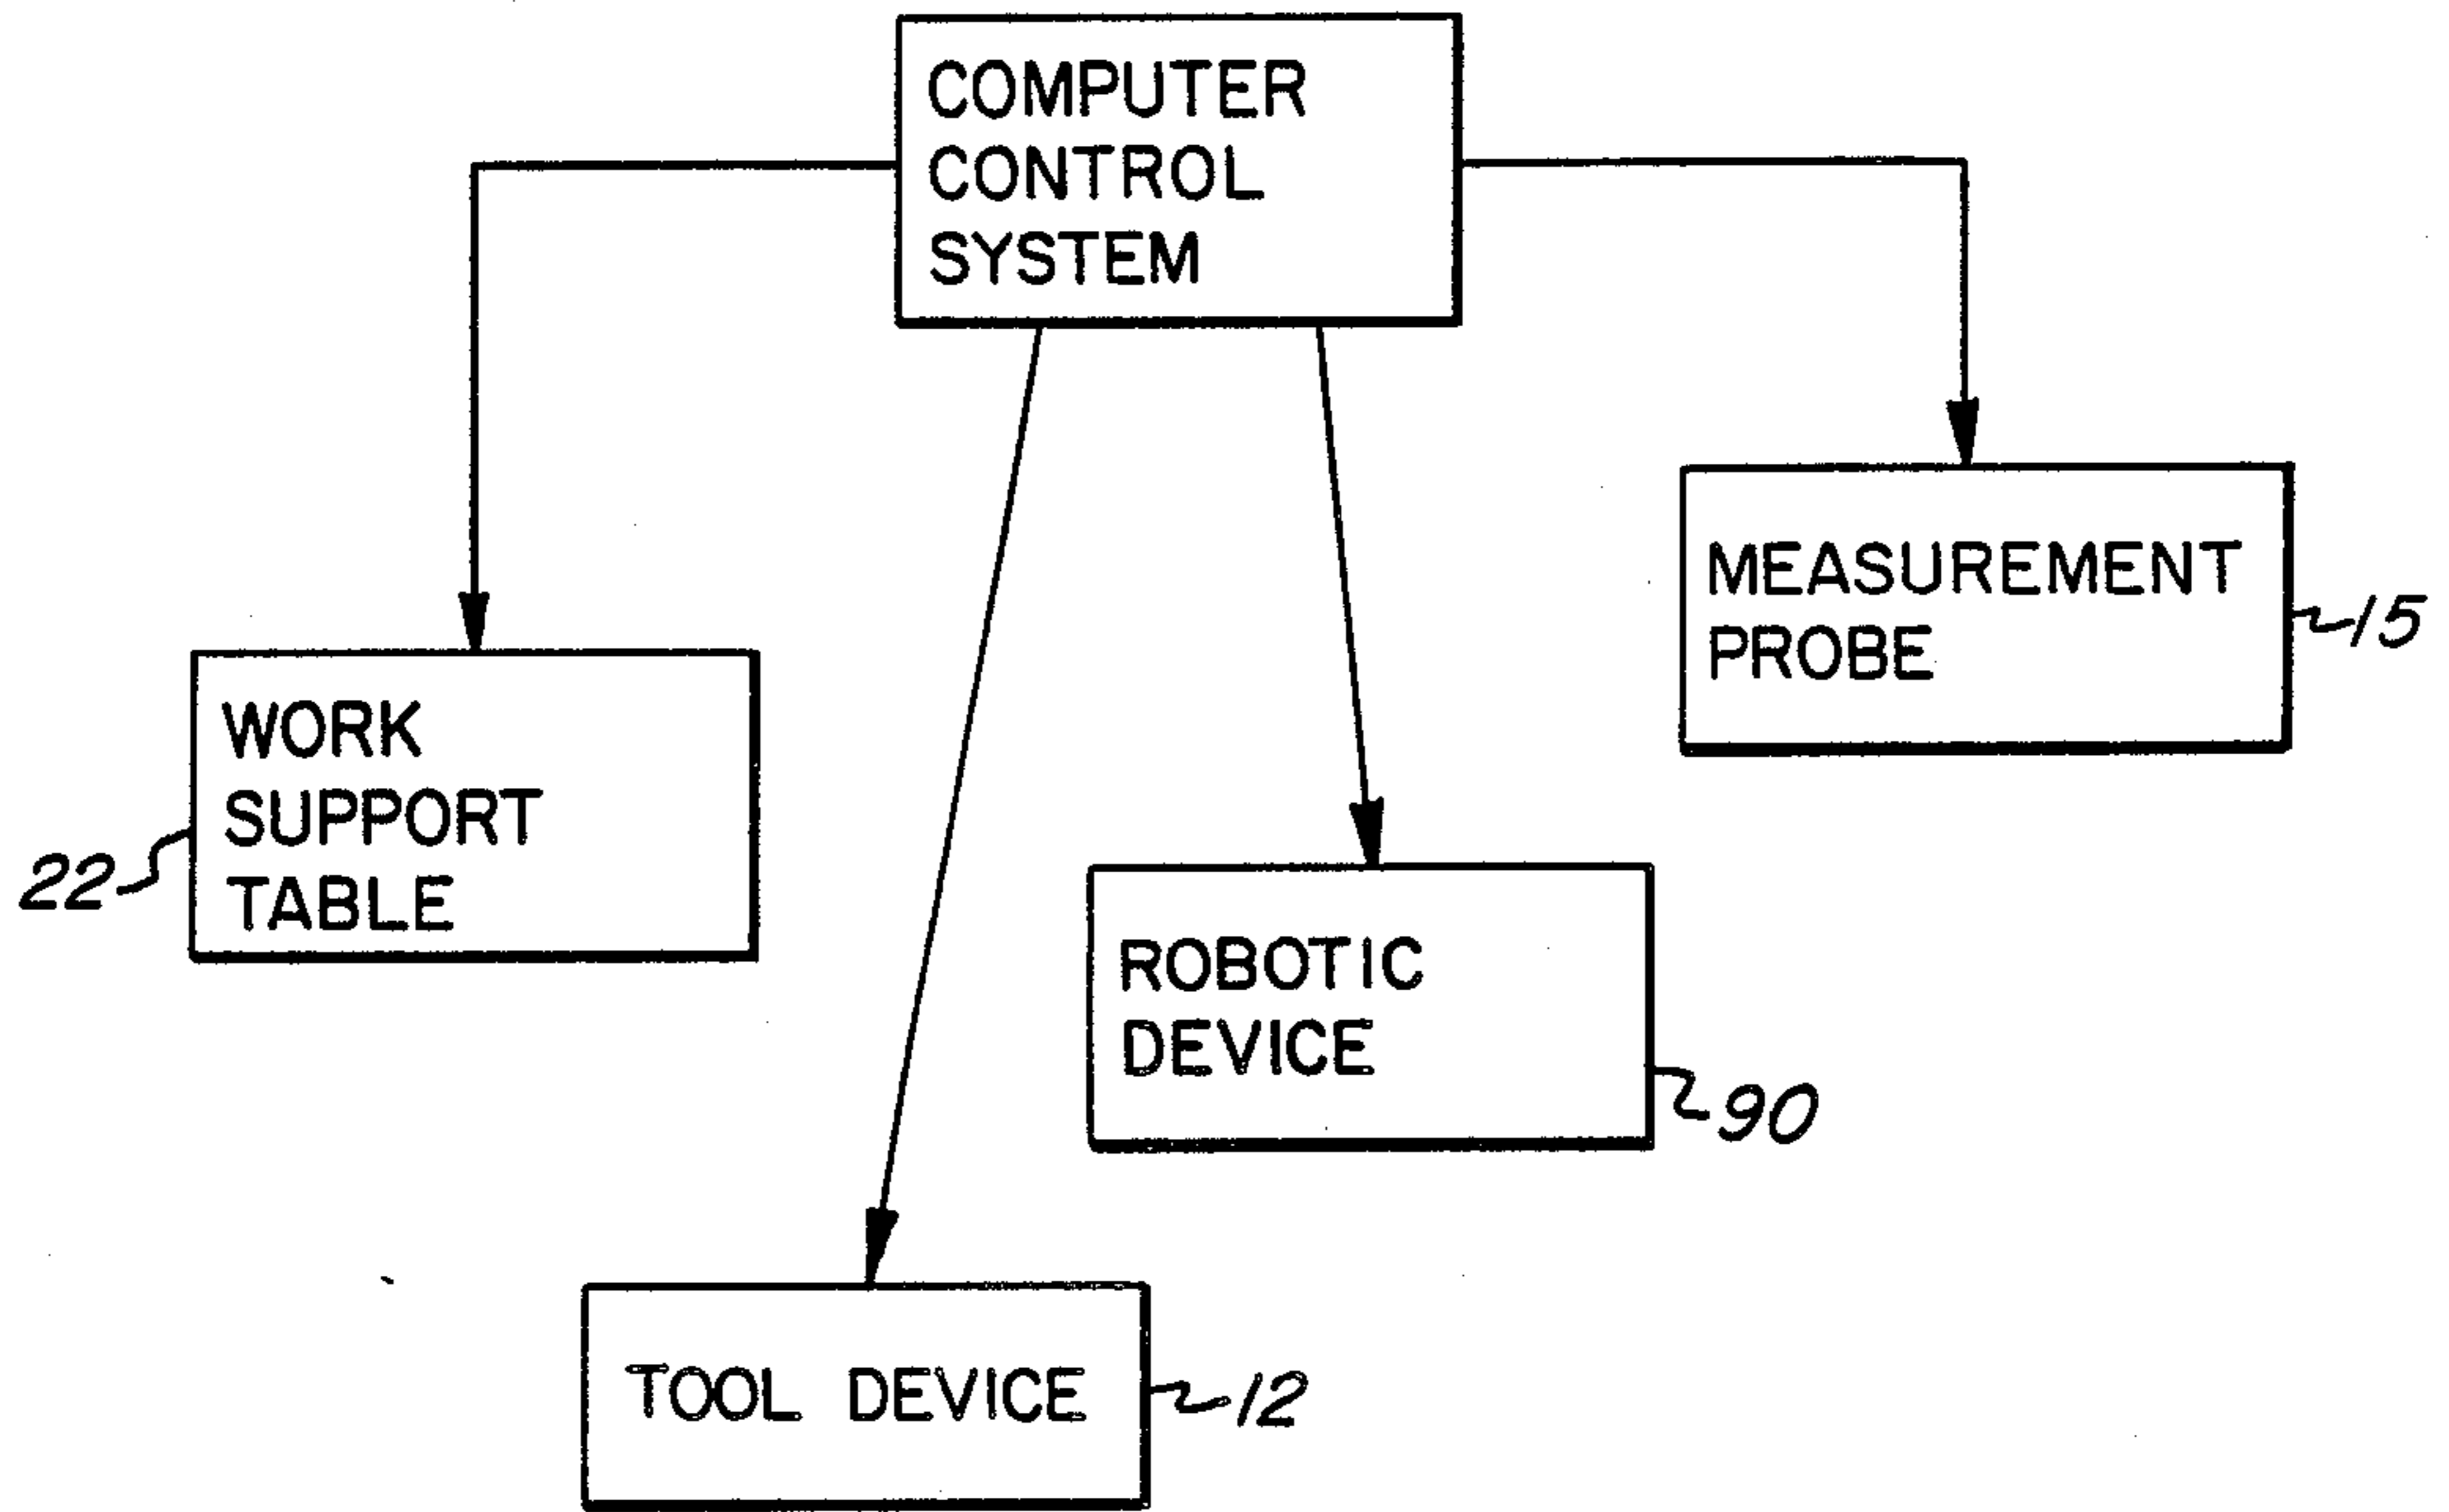 COMPUTER
CONTROL
SYSTEM
MEASUREMENT
PROBE
15
WORK
SUPPORT
TABLE
22
ROBOTIC
DEVICE
90
TOOL DEVICE
12